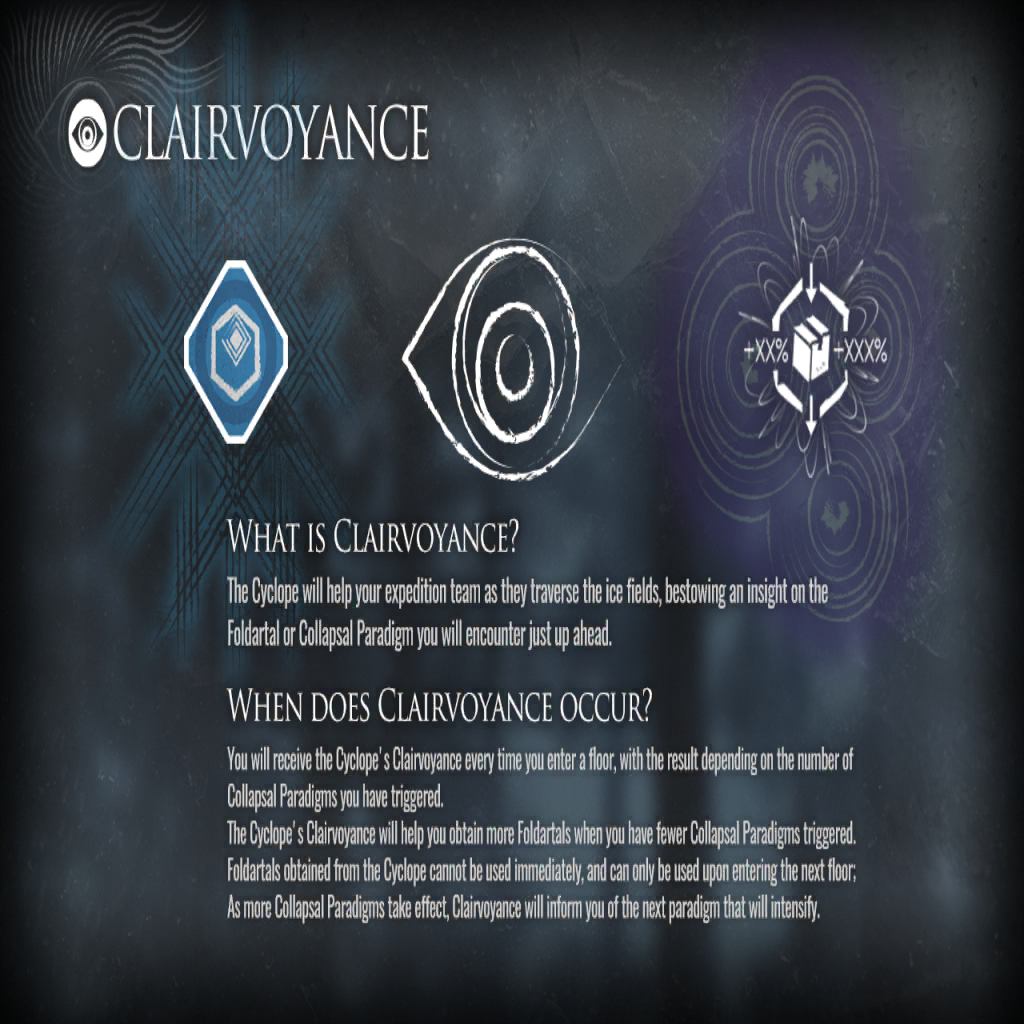 CLAIRVOYANCE
+XX% +XXX%
WHAT IS CLAIRVOYANCE?
The Cyclope will help your expedition team as they traverse the ice fields, bestowing an insight on the
Foldartal or Collapsal Paradigm you will encounter just up ahead.
WHEN DOES CLAIRVOYANCE OCCUR?
You will receive the Cyclope's Clairvoyance every time you enter a floor, with the result depending on the number of
Collapsal Paradigms you have triggered.
The Cyclope's Clairvoyance will help you obtain more Foldartals when you have fewer Collapsal Paradigms triggered.
Foldartals obtained from the Cyclope cannot be used immediately, and can only be used upon entering the next floor;
As more Collapsal Paradigms take effect, Clairvoyance will inform you of the next paradigm that will intensify.